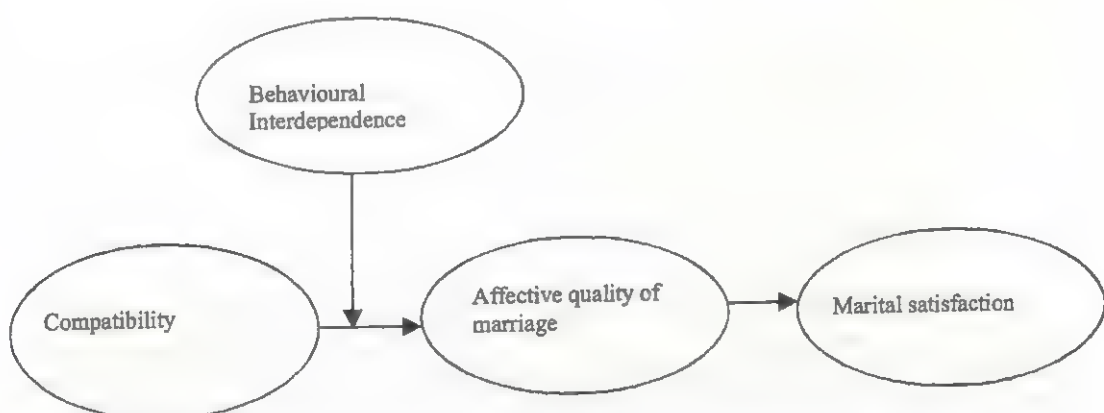 Behavioural
Interdependence
Compatibility
Affective quality of
marriage
Marital satisfaction